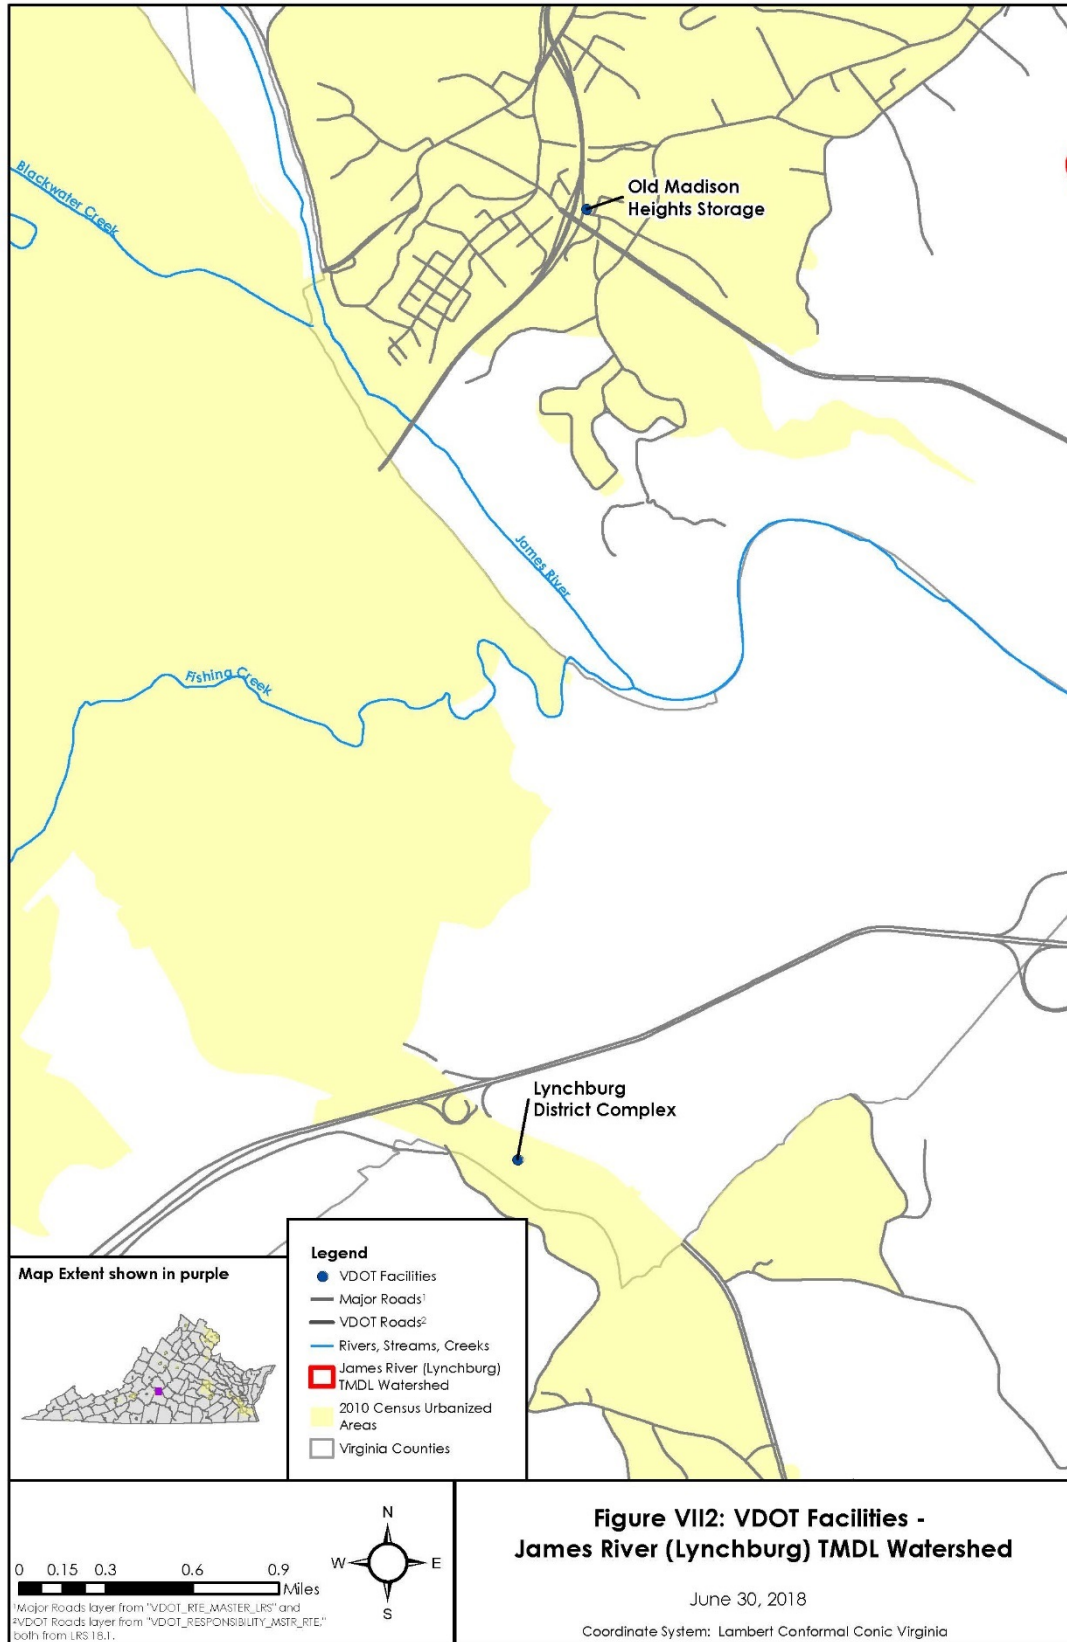 Blackwater Creek
Old Madison
Heights Storage
James River
Fishing Creek
Lynchburg
District Complex
Map Extent shown in purple
Legend
VDOT Facilities
Major Roads¹
VDOT Roads²
Rivers, Streams, Creeks
James River (Lynchburg)
TMDL Watershed
2010 Census Urbanized
Areas
Virginia Counties
0 0.15 0.3 0.6 0.9
Miles
¹Major Roads layer from "VDOT_RTE_MASTER_LRS" and
²VDOT Roads layer from "VDOT_RESPONSIBILITY_MSTR_RTE,"
both from LRS 18.1.
N
W E
S
Figure VII2: VDOT Facilities -
James River (Lynchburg) TMDL Watershed
June 30, 2018
Coordinate System: Lambert Conformal Conic Virginia